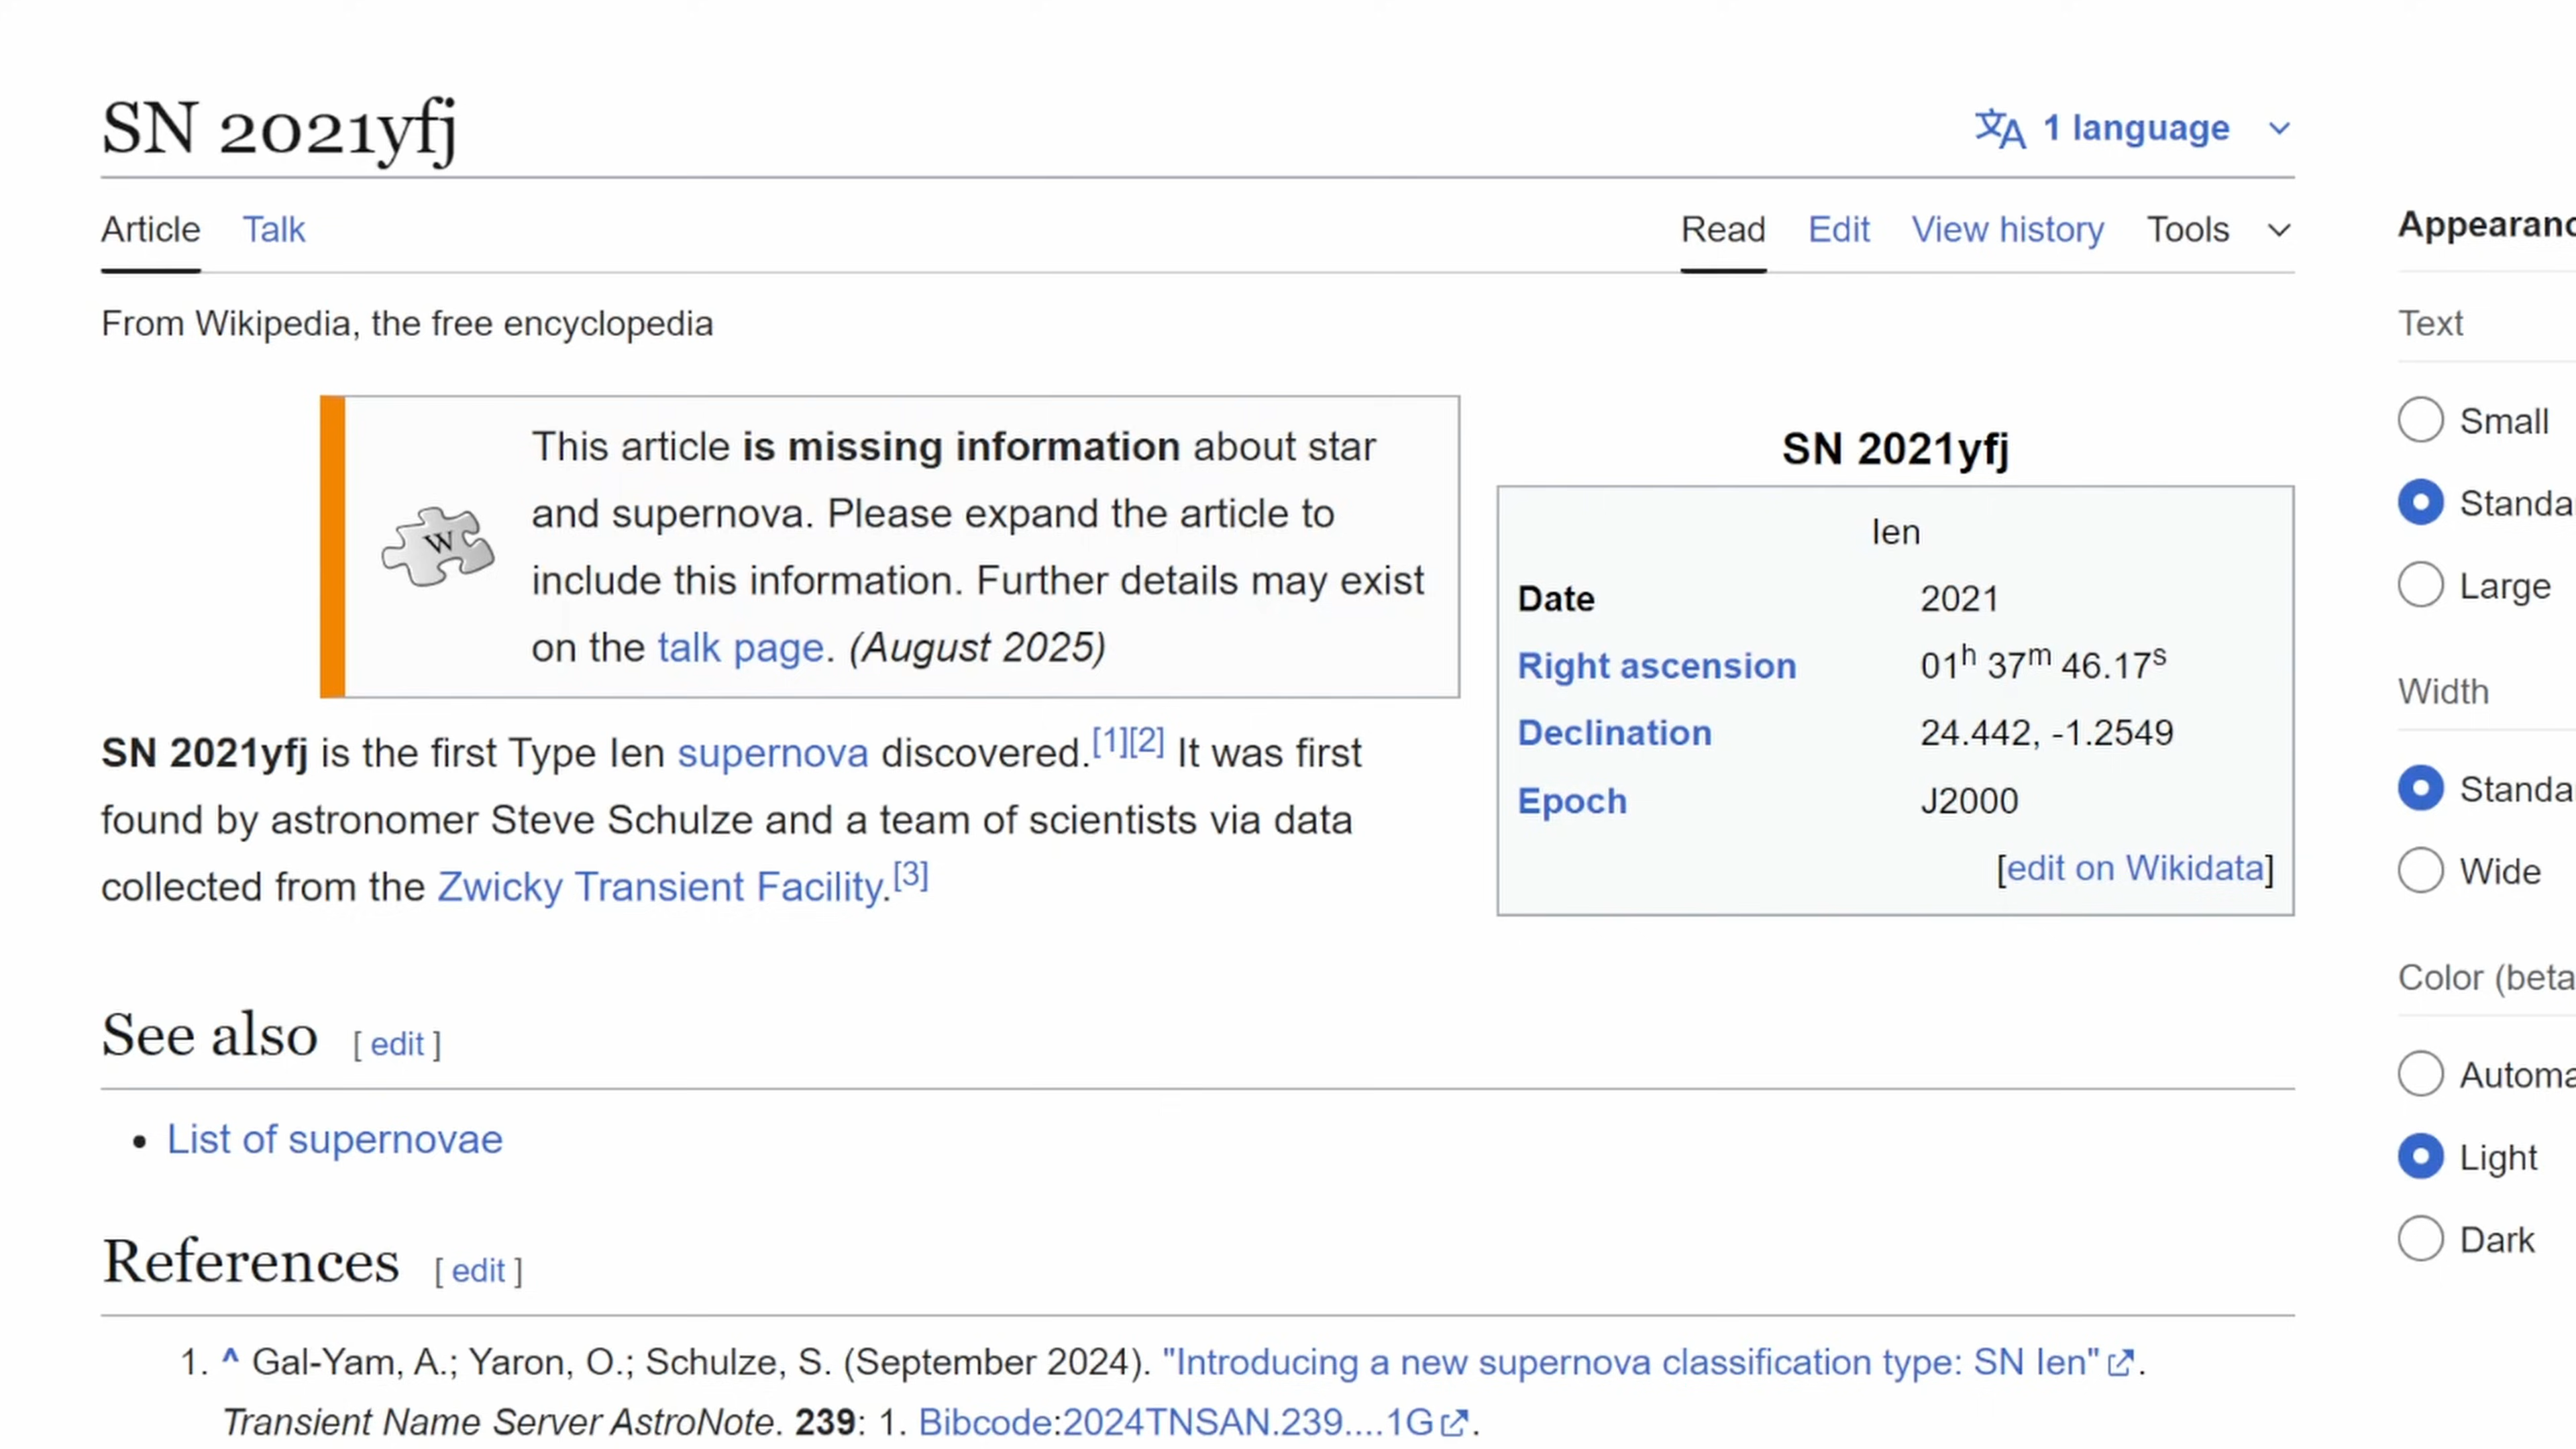 SN 2021yfj
文A 1 language
Article Talk Read Edit View history Tools
From Wikipedia, the free encyclopedia
This article is missing information about star
and supernova. Please expand the article to
include this information. Further details may exist
on the talk page. (August 2025)
W
SN 2021yfj is the first Type Ien supernova discovered.[1][2] It was first
found by astronomer Steve Schulze and a team of scientists via data
collected from the Zwicky Transient Facility.[3]
SN 2021yfj
Ien
Date 2021
Right ascension 01h 37m 46.17s
Declination 24.442, -1.2549
Epoch J2000
[edit on Wikidata]
See also [ edit ]
• List of supernovae
References [ edit ]
1. ^ Gal-Yam, A.; Yaron, O.; Schulze, S. (September 2024). "Introducing a new supernova classification type: SN Ien".
Transient Name Server AstroNote. 239: 1. Bibcode:2024TNSAN.239....1G.
Text
Small
Large
Width
Wide
Light
Dark